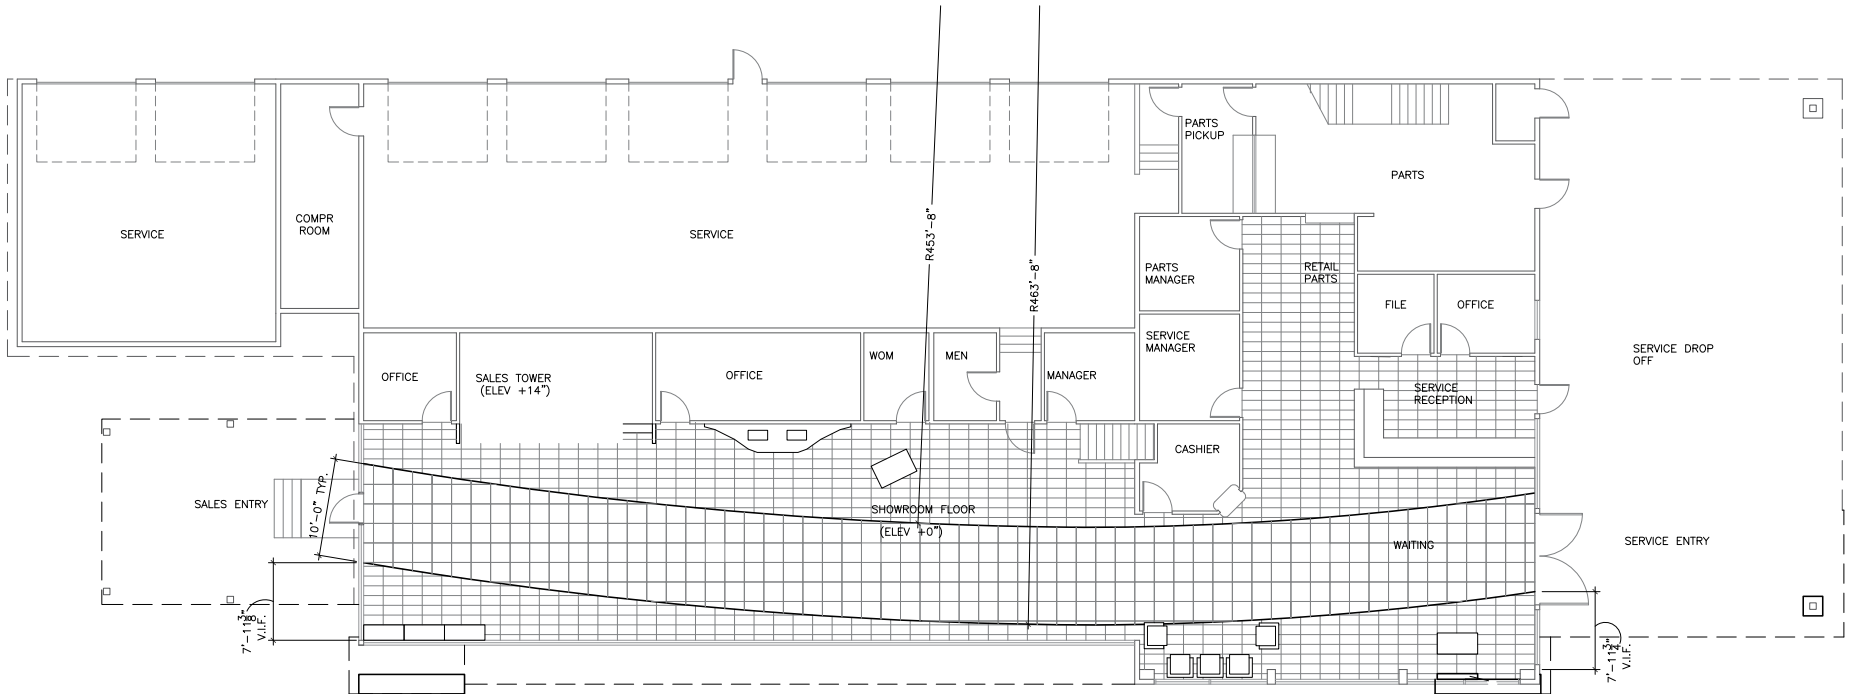 PARTS
PICKUP
PARTS
COMPR
ROOM
SERVICE
SERVICE
R453'-8"
R463'-8"
PARTS
MANAGER
RETAIL
PARTS
FILE
OFFICE
SERVICE
MANAGER
SERVICE DROP
OFF
WOM
MEN
OFFICE
SALES TOWER
(ELEV +14")
OFFICE
MANAGER
SERVICE
RECEPTION
CASHIER
SALES ENTRY
10'-0" TYP.
SHOWROOM FLOOR
(ELEV +0")
WAITING
SERVICE ENTRY
V.I.F.
V.I.F.